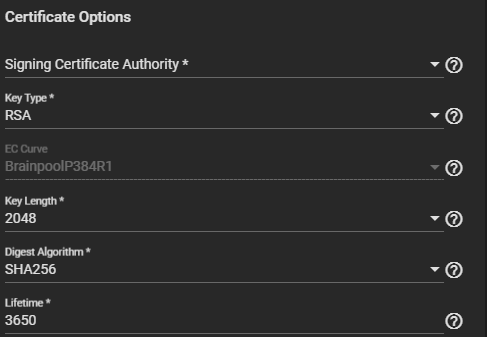 Certificate Options
Signing Certificate Authority *
Key Type *
RSA
EC Curve
BrainpoolP384R1
Key Length *
2048
Digest Algorithm *
SHA256
Lifetime *
3650